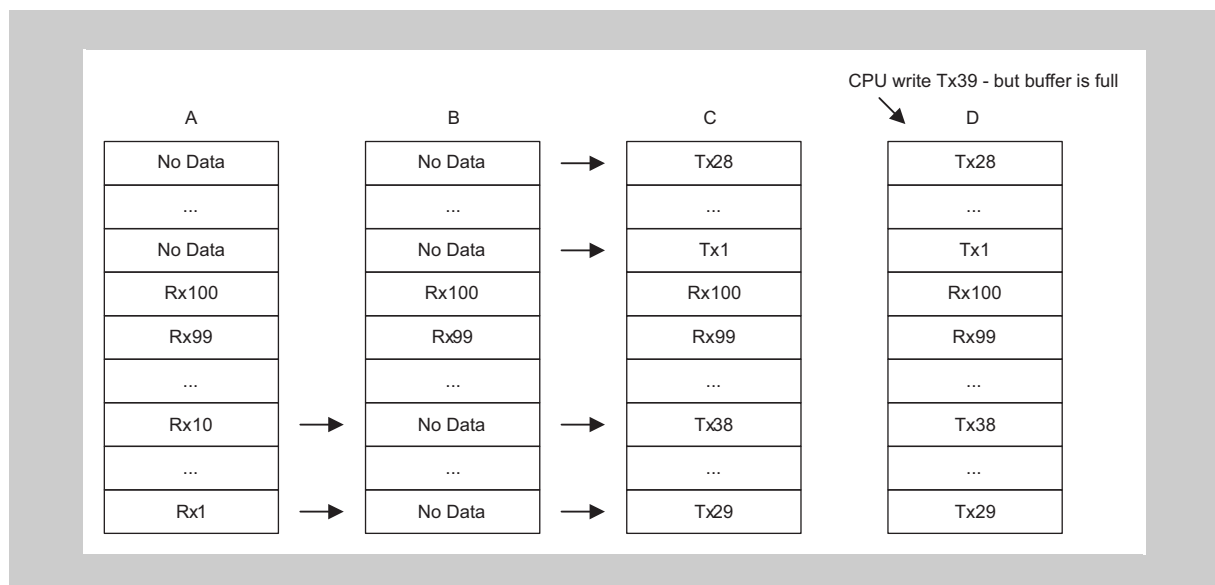 CPU write Tx39 - but buffer is full
A B C D
No Data No Data Tx28 Tx28
... ... ... ...
No Data No Data Tx1 Tx1
Rx100 Rx100 Rx100 Rx100
Rx99 Rx99 Rx99 Rx99
... ... ... ...
Rx10 No Data Tx38 Tx38
... ... ... ...
Rx1 No Data Tx29 Tx29